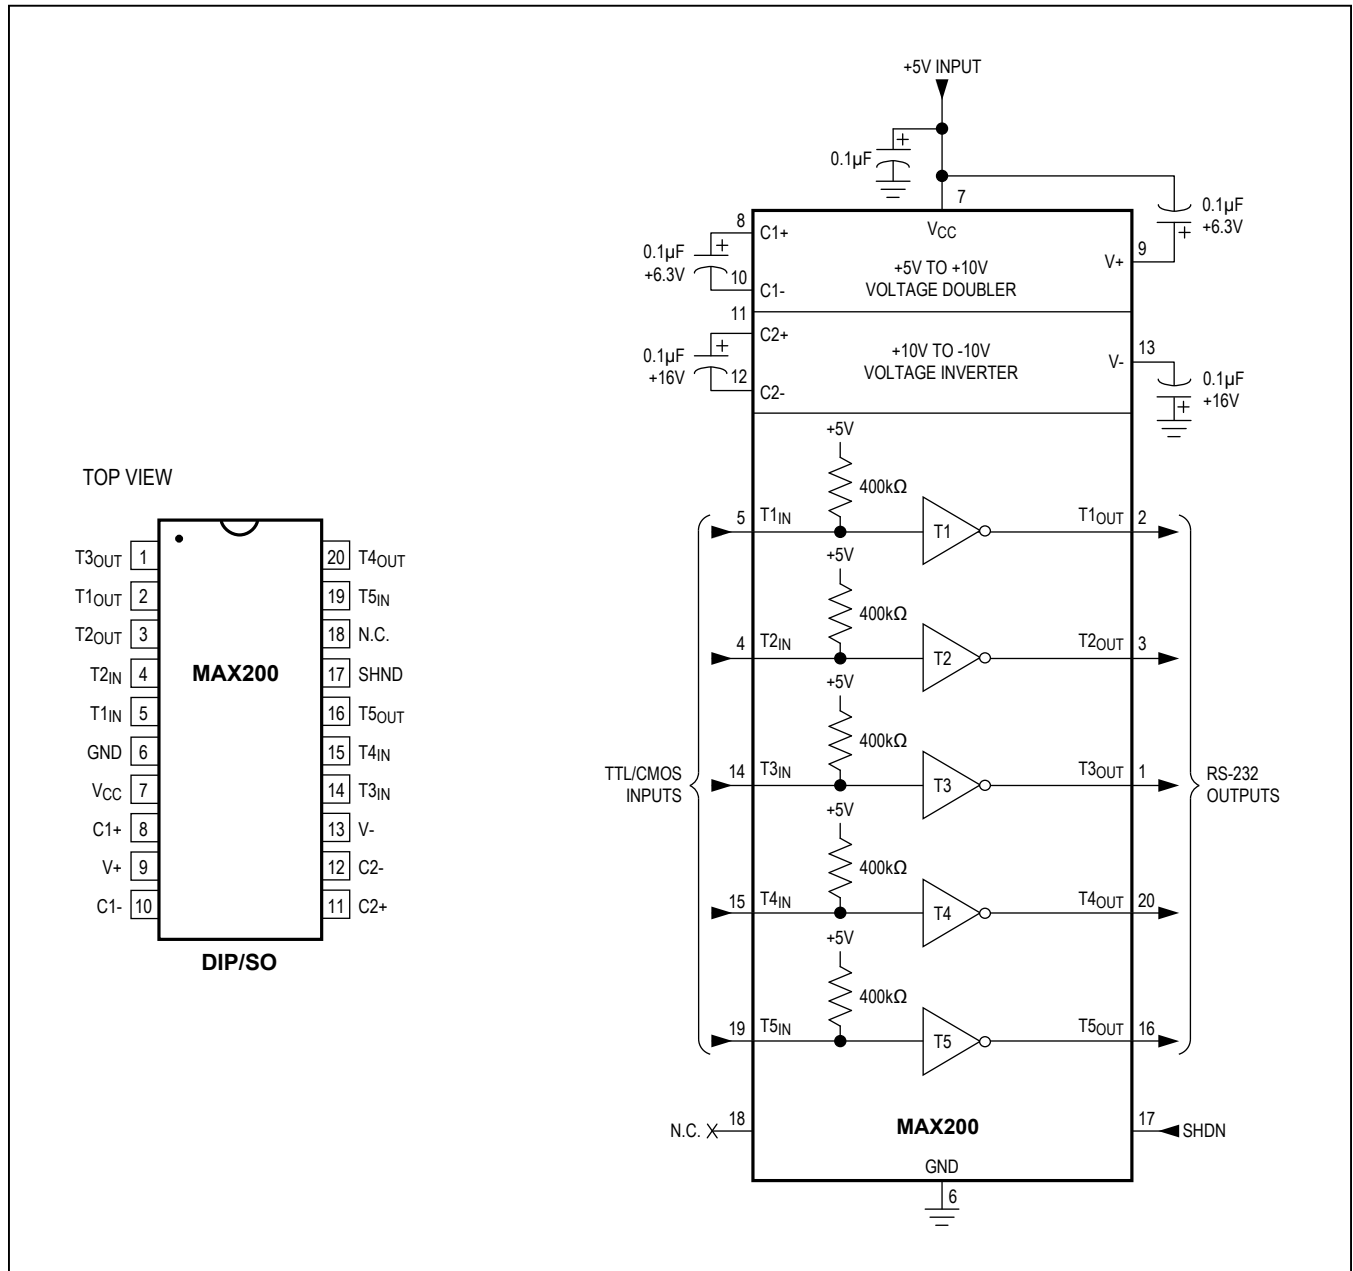 TOP VIEW
T3OUT 1
T1OUT 2
T2OUT 3
T2IN 4
T1IN 5
GND 6
VCC 7
C1+ 8
V+ 9
C1- 10
MAX200
20 T4OUT
19 T5IN
18 N.C.
17 SHND
16 T5OUT
15 T4IN
14 T3IN
13 V-
12 C2-
11 C2+
DIP/SO
+5V INPUT
0.1µF +
7
VCC
0.1µF
+6.3V
+
9
V+
8
C1+
+
0.1µF
+6.3V
10
C1-
+5V TO +10V
VOLTAGE DOUBLER
11
C2+
+
0.1µF
+16V
12
C2-
+10V TO -10V
VOLTAGE INVERTER
13
V-
0.1µF
+16V
+
+5V
400kΩ
5 T1IN T1 T1OUT 2
+5V
400kΩ
4 T2IN T2 T2OUT 3
+5V
400kΩ
TTL/CMOS
INPUTS
14 T3IN T3 T3OUT 1
RS-232
OUTPUTS
+5V
400kΩ
15 T4IN T4 T4OUT 20
+5V
400kΩ
19 T5IN T5 T5OUT 16
N.C. 18
MAX200
17 SHDN
GND
6